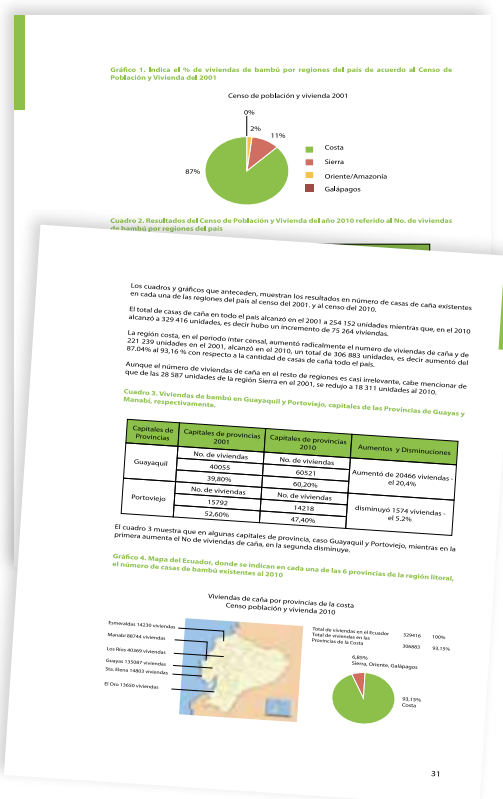 Gráfico 1. Indica el % de viviendas de bambú por regiones del país de acuerdo al Censo de
Población y Vivienda del 2001
Censo de población y vivienda 2001
0%
2%
11%
87%
Costa
Sierra
Oriente/Amazonia
Galápagos
Cuadro 2. Resultados del Censo de Población y Vivienda del año 2010 referido al No. de viviendas
de bambú por regiones del país
Los cuadros y gráficos que anteceden, muestran los resultados en número de casas de caña existentes
en cada una de las regiones del país al censo del 2001. y al censo del 2010.
El total de casas de caña en todo el país alcanzó en el 2001 a 254 152 unidades mientras que, en el 2010
alcanzó a 329 416 unidades, es decir hubo un incremento de 75 264 viviendas.
La región costa, en el periodo inter censal, aumentó radicalmente el numero de viviendas de caña y de
221 239 unidades en el 2001, alcanzó en el 2010, un total de 306 883 unidades, es decir aumentó del
87.04% al 93,16 % con respecto a la cantidad de casas de caña todo el país.
Aunque el número de viviendas de caña en el resto de regiones es casi irrelevante, cabe mencionar de
que de las 28 587 unidades de la región Sierra en el 2001, se redujo a 18 311 unidades al 2010.
Cuadro 3. Viviendas de bambú en Guayaquil y Portoviejo, capitales de las Provincias de Guayas y
Manabí, respectivamente.
Capitales de
Provincias
Capitales de provincias
2001
Capitales de provincias
2010
Aumentos y Disminuciones
Guayaquil
No. de viviendas
No. de viviendas
Aumentó de 20466 viviendas -
el 20,4%
40055
60521
39,80%
60,20%
Portoviejo
No. de viviendas
No. de viviendas
disminuyó 1574 viviendas -
el 5.2%
15792
14218
52,60%
47,40%
El cuadro 3 muestra que en algunas capitales de provincia, caso Guayaquil y Portoviejo, mientras en la
primera aumenta el No de viviendas de caña, en la segunda disminuye.
Gráfico 4. Mapa del Ecuador, donde se indican en cada una de las 6 provincias de la región litoral,
el número de casas de bambú existentes al 2010
Viviendas de caña por provincias de la costa
Censo población y vivienda 2010
Esmeraldas 14230 viviendas
Manabí 88744 viviendas
Los Ríos 40369 viviendas
Guayas 135087 viviendas
Sta. Elena 14803 viviendas
El Oro 13650 viviendas
Total de viviendas en el Ecuador 329416 100%
Total de viviendas en las
Provincias de la Costa 306883 93,15%
6,85%
Sierra, Oriente, Galápagos
93,15%
Costa
31